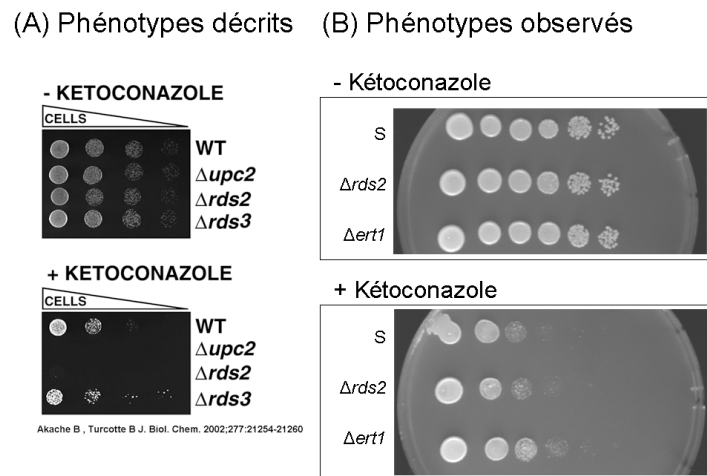 (A) Phénotypes décrits
- KETOCONAZOLE
CELLS
WT
Δupc2
Δrds2
Δrds3
+ KETOCONAZOLE
CELLS
WT
Δupc2
Δrds2
Δrds3
Akache B , Turcotte B J. Biol. Chem. 2002;277:21254-21260
(B) Phénotypes observés
- Kétoconazole
S
Δrds2
Δert1
+ Kétoconazole
S
Δrds2
Δert1